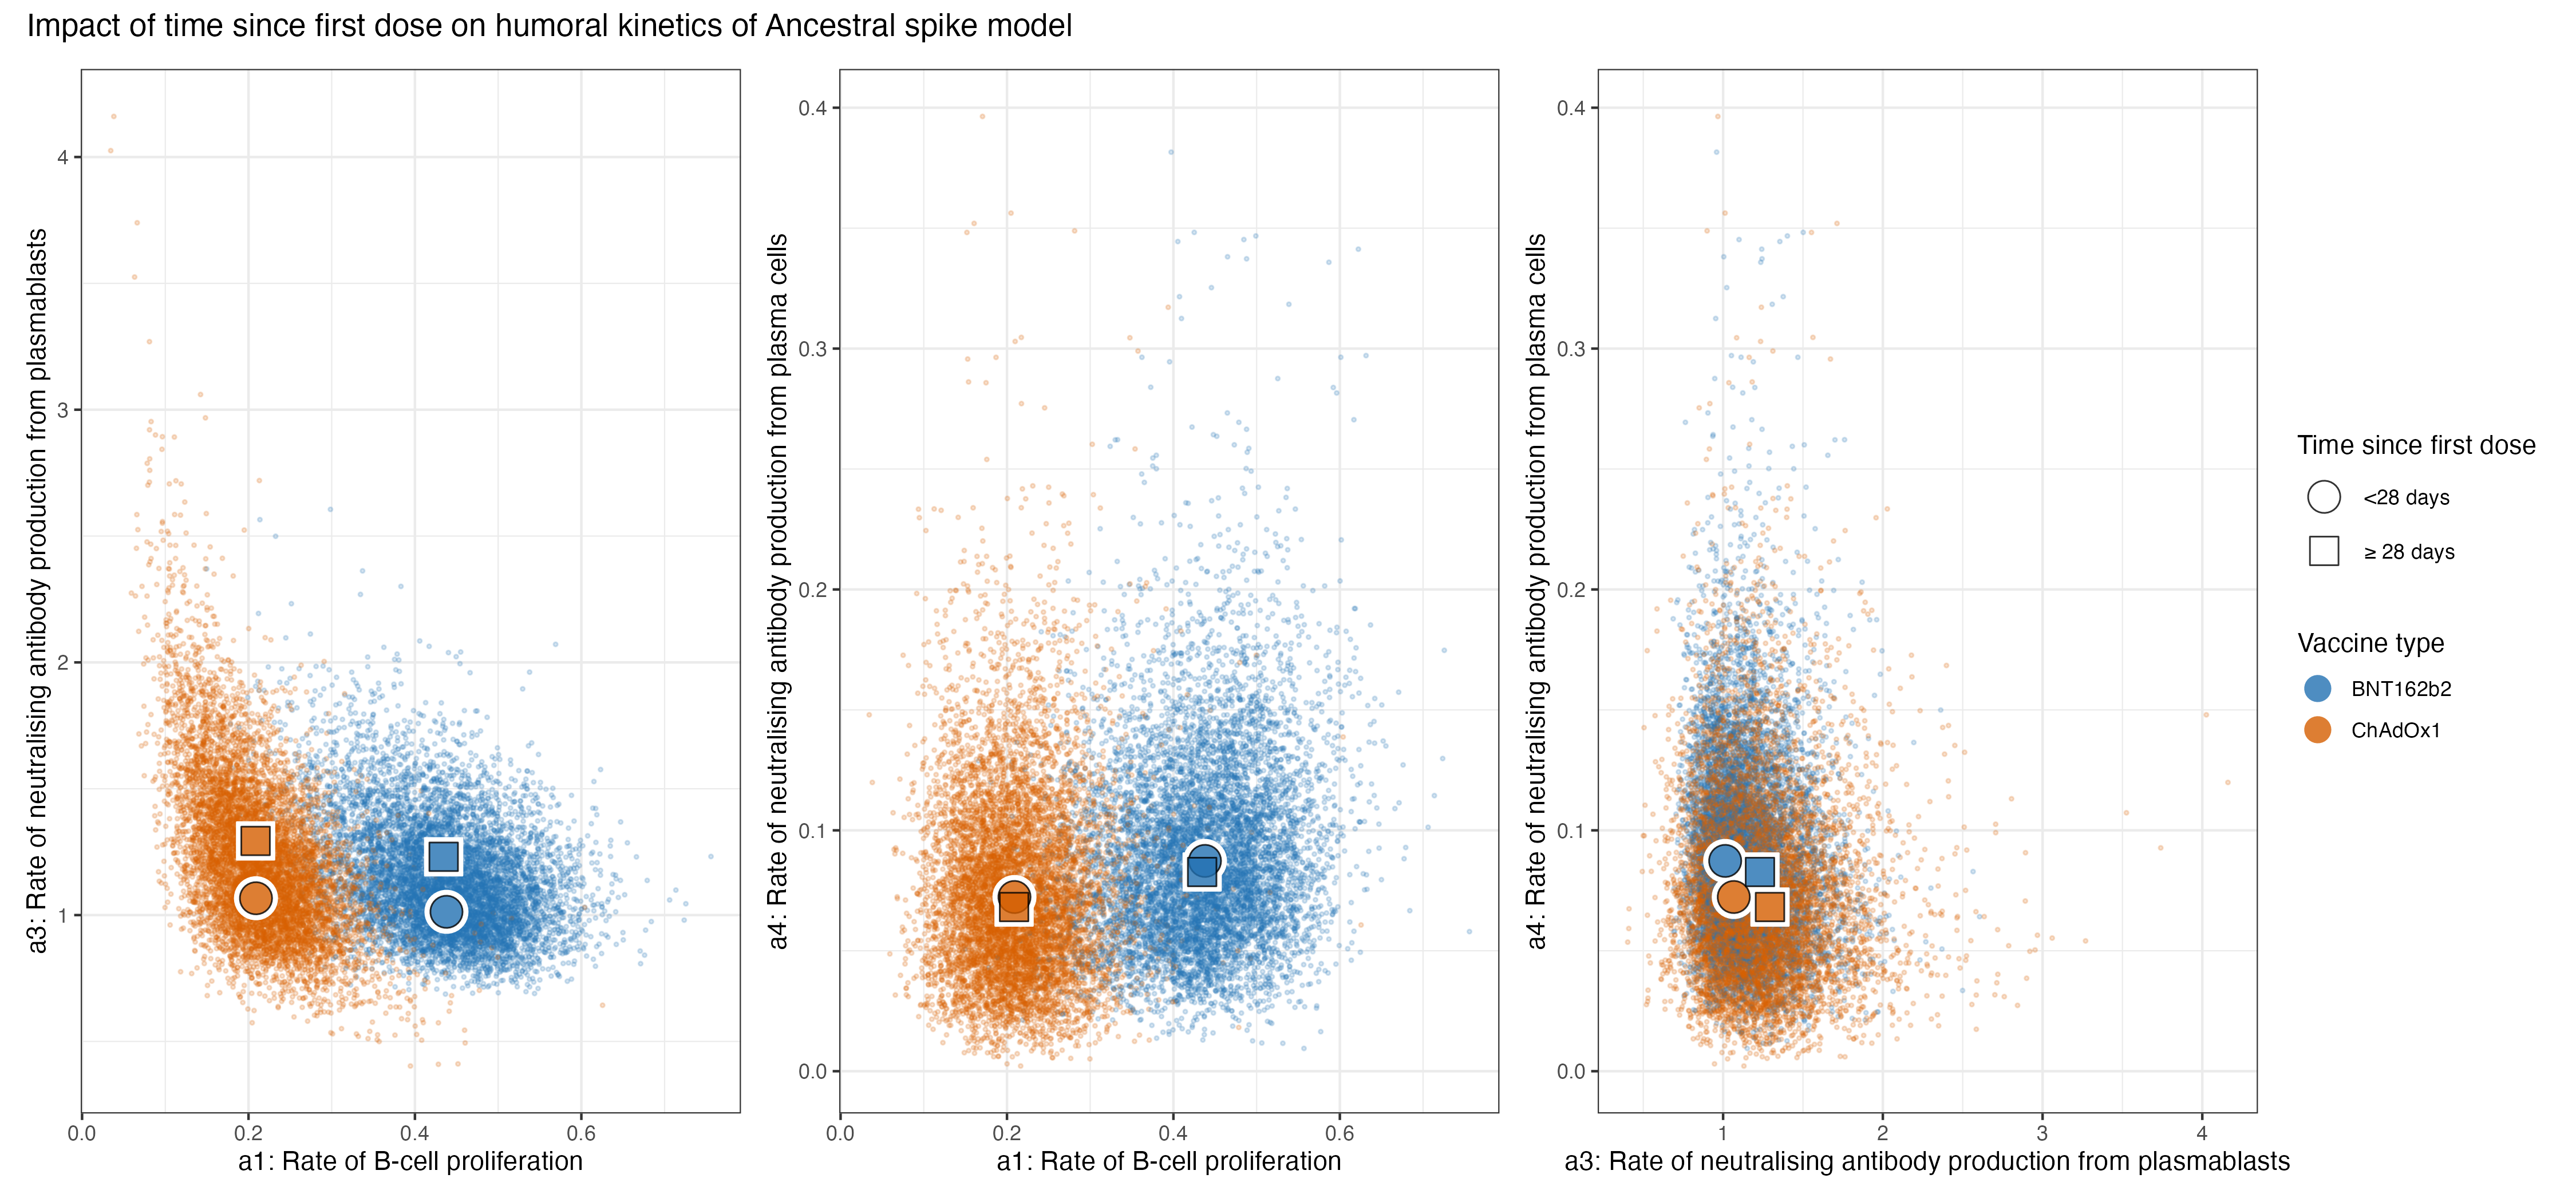 Impact of time since first dose on humoral kinetics of Ancestral spike model
a3: Rate of neutralising antibody production from plasmablasts
4
3
2
1
0.0
0.2
0.4
0.6
a1: Rate of B-cell proliferation
a4: Rate of neutralising antibody production from plasma cells
0.4
0.3
0.2
0.1
0.0
0.0
0.2
0.4
0.6
a1: Rate of B-cell proliferation
a4: Rate of neutralising antibody production from plasma cells
0.4
0.3
0.2
0.1
0.0
1
2
3
4
a3: Rate of neutralising antibody production from plasmablasts
Time since first dose
<28 days
≥ 28 days
Vaccine type
BNT162b2
ChAdOx1